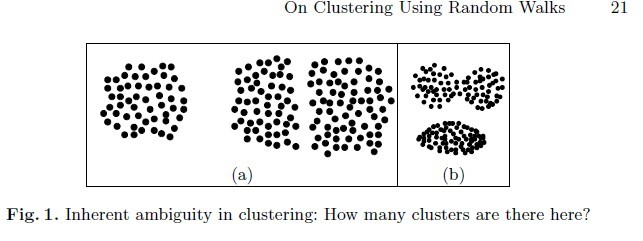 On Clustering Using Random Walks 21
(a) (b)
Fig. 1. Inherent ambiguity in clustering: How many clusters are there here?